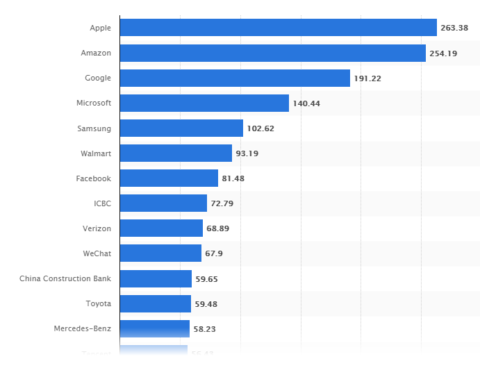 Apple 263.38
Amazon 254.19
Google 191.22
Microsoft 140.44
Samsung 102.62
Walmart 93.19
Facebook 81.48
ICBC 72.79
Verizon 68.89
WeChat 67.9
China Construction Bank 59.65
Toyota 59.48
Mercedes-Benz 58.23